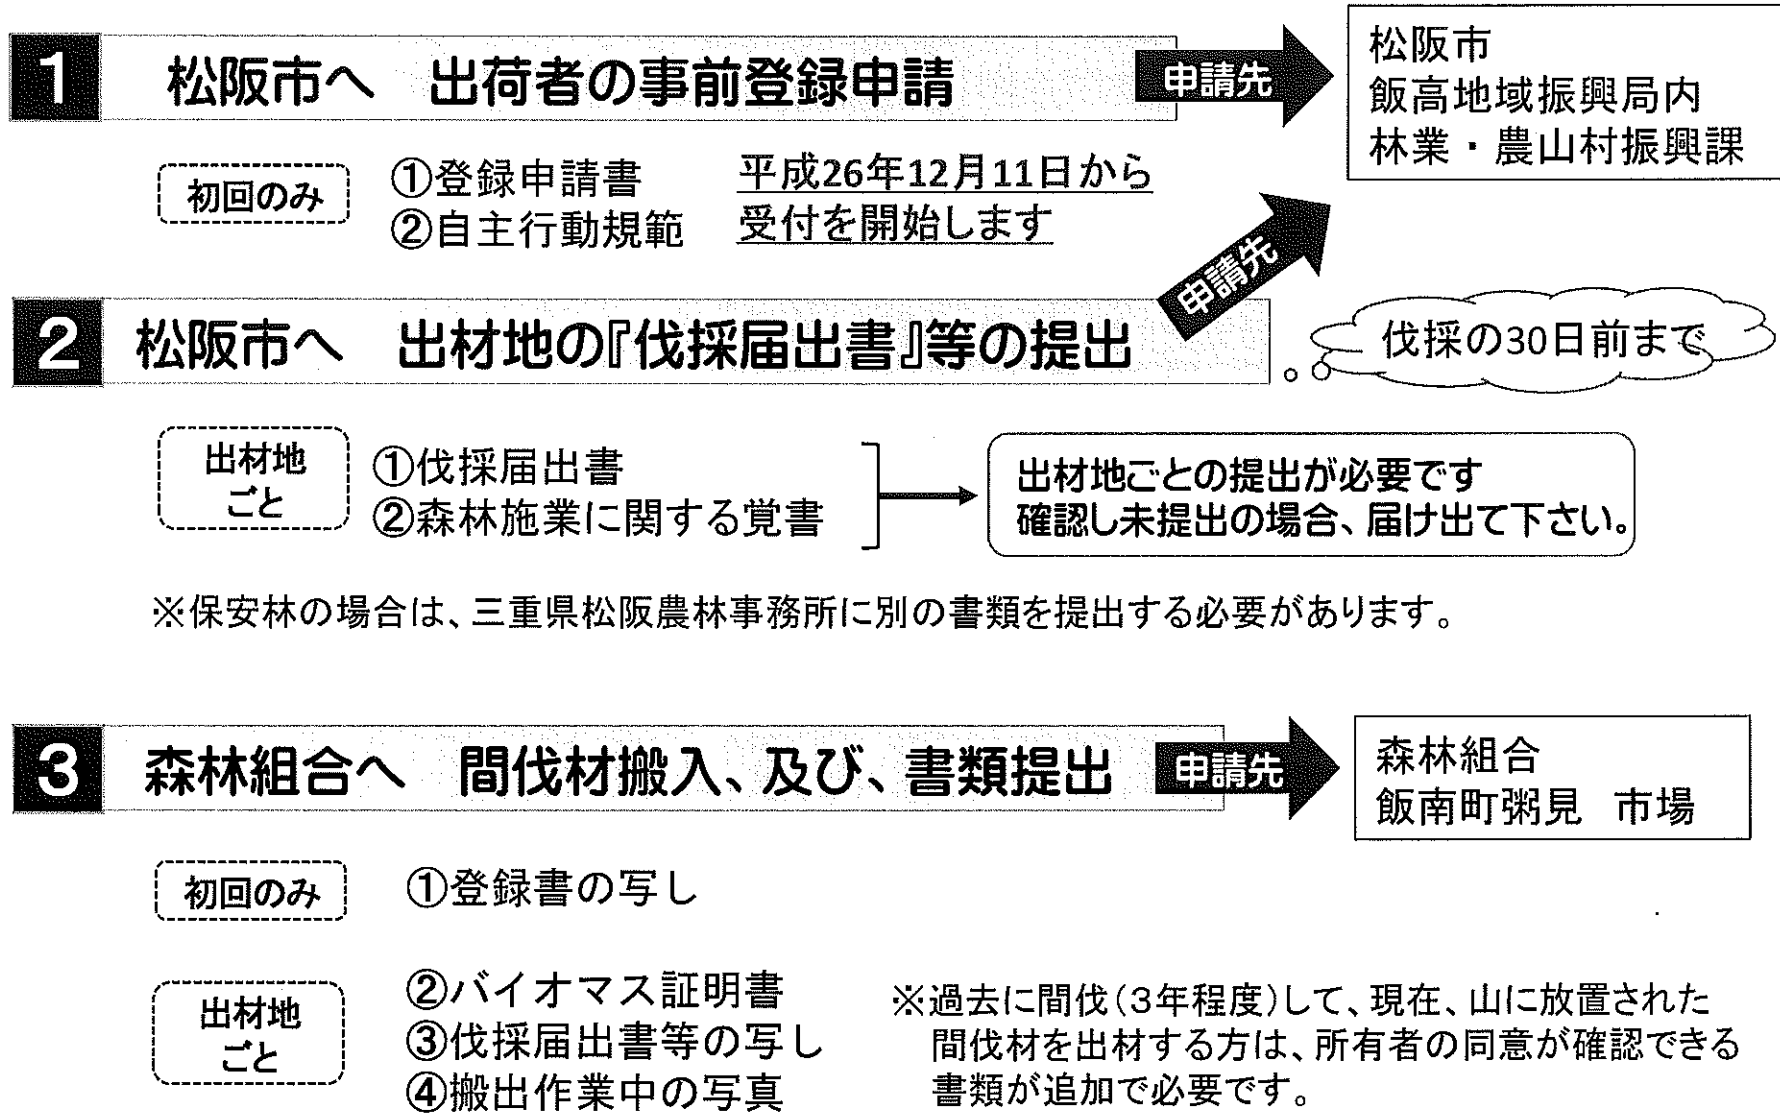 1 松阪市へ 出荷者の事前登録申請
申請先
松阪市
飯高地域振興局内
林業・農山村振興課
初回のみ
①登録申請書
②自主行動規範
平成26年12月11日から
受付を開始します
申請先
2 松阪市へ 出材地の『伐採届出書』等の提出
伐採の30日前まで
出材地
ごと
①伐採届出書
②森林施業に関する覚書
出材地ごとの提出が必要です
確認し未提出の場合、届け出て下さい。
※保安林の場合は、三重県松阪農林事務所に別の書類を提出する必要があります。
3 森林組合へ 間伐材搬入、及び、書類提出
申請先
森林組合
飯南町粥見 市場
初回のみ
①登録書の写し
出材地
ごと
②バイオマス証明書
③伐採届出書等の写し
④搬出作業中の写真
※過去に間伐(3年程度)して、現在、山に放置された
間伐材を出材する方は、所有者の同意が確認できる
書類が追加で必要です。